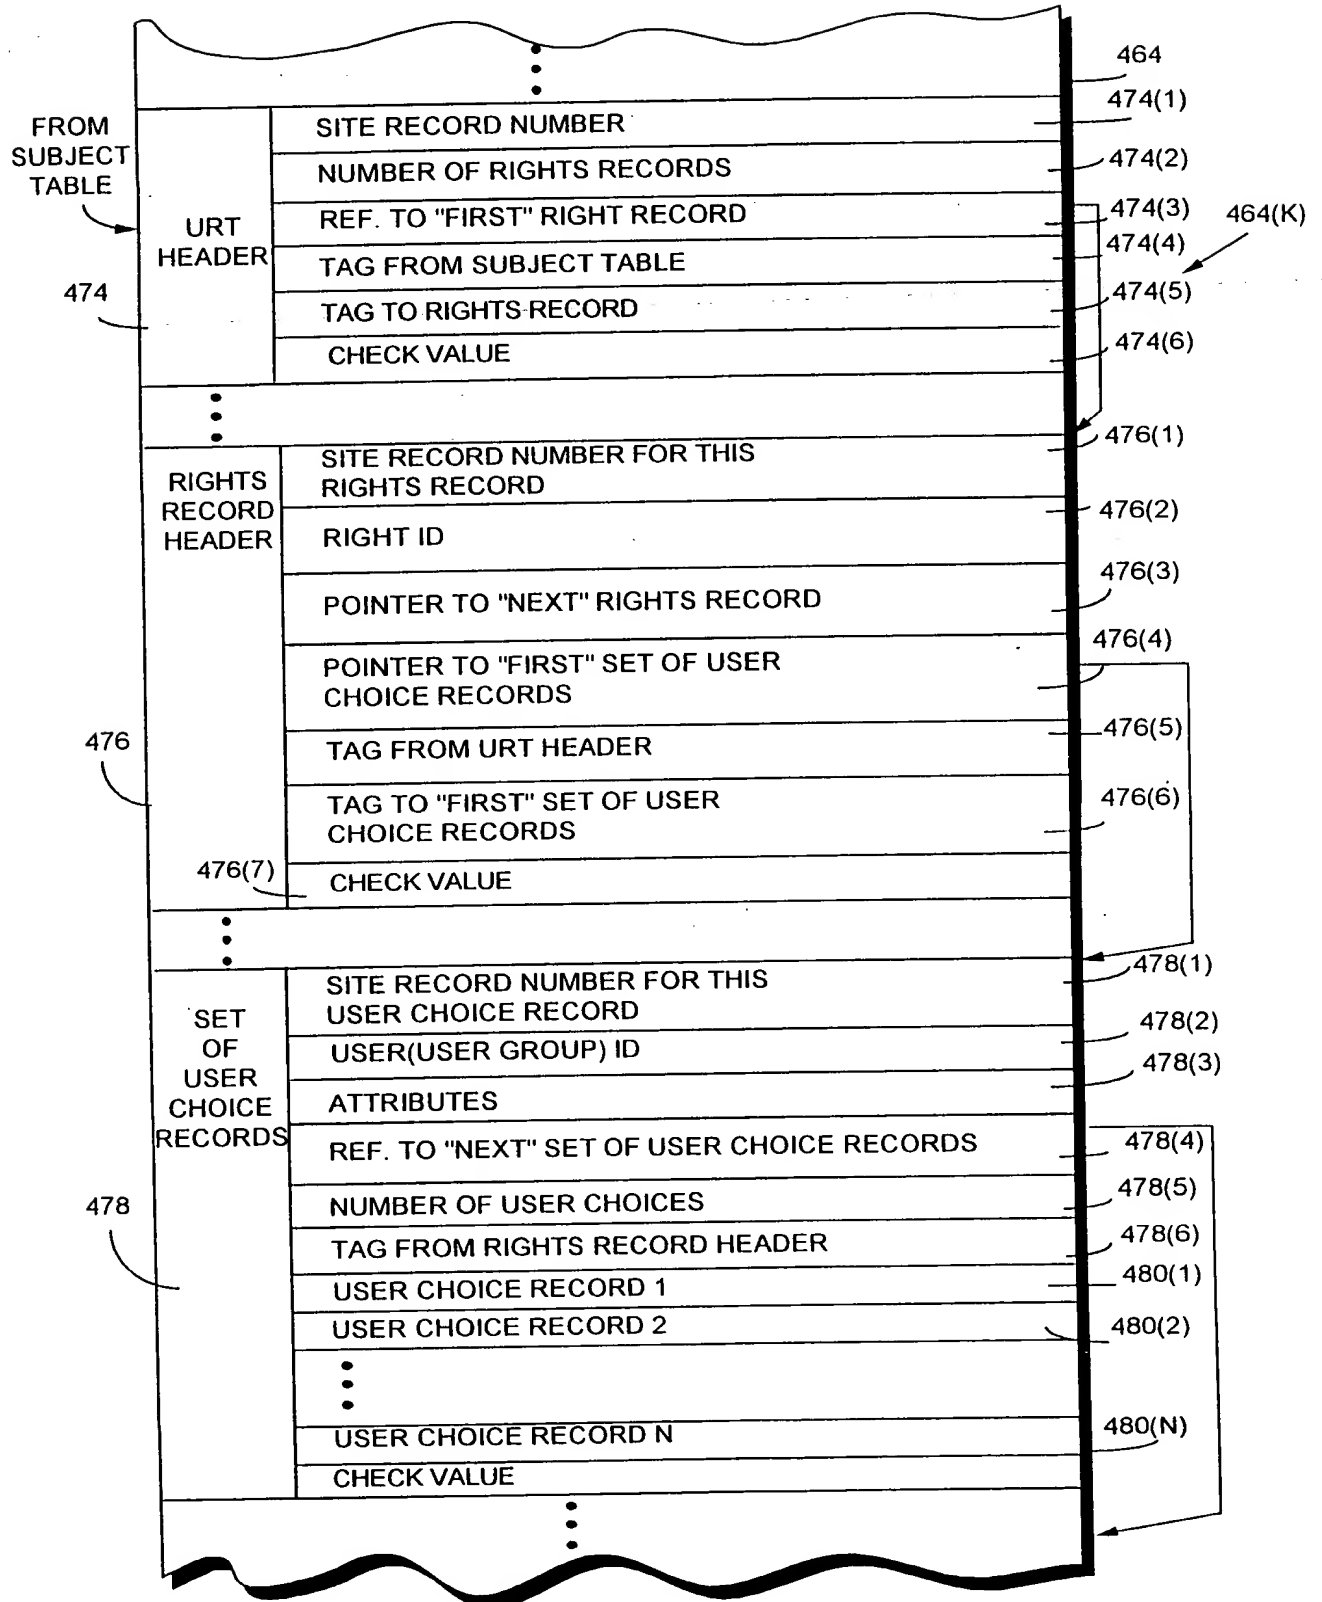 464
474(1)
FROM
SUBJECT
TABLE
SITE RECORD NUMBER
474(2)
NUMBER OF RIGHTS RECORDS
474(3)
464(K)
URT
HEADER
REF. TO "FIRST" RIGHT RECORD
474(4)
TAG FROM SUBJECT TABLE
474
474(5)
TAG TO RIGHTS RECORD
474(6)
CHECK VALUE
476(1)
RIGHTS
RECORD
HEADER
SITE RECORD NUMBER FOR THIS
RIGHTS RECORD
476(2)
RIGHT ID
476(3)
POINTER TO "NEXT" RIGHTS RECORD
476(4)
POINTER TO "FIRST" SET OF USER
CHOICE RECORDS
476
476(5)
TAG FROM URT HEADER
476(6)
TAG TO "FIRST" SET OF USER
CHOICE RECORDS
476(7)
CHECK VALUE
478(1)
SET
OF
USER
CHOICE
RECORDS
SITE RECORD NUMBER FOR THIS
USER CHOICE RECORD
478(2)
USER(USER GROUP) ID
478(3)
ATTRIBUTES
478(4)
REF. TO "NEXT" SET OF USER CHOICE RECORDS
478
478(5)
NUMBER OF USER CHOICES
478(6)
TAG FROM RIGHTS RECORD HEADER
480(1)
USER CHOICE RECORD 1
480(2)
USER CHOICE RECORD 2
480(N)
USER CHOICE RECORD N
CHECK VALUE